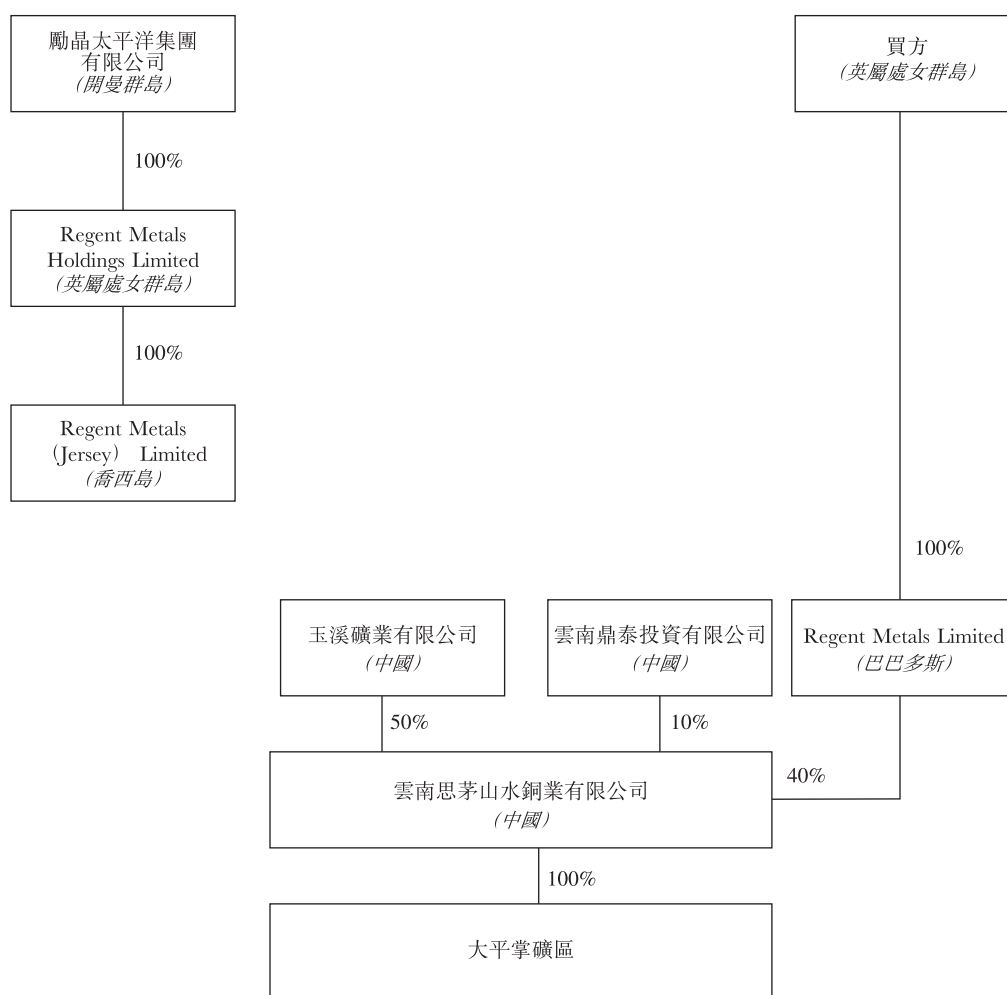 勵晶太平洋集團
有限公司
（開曼群島）
買方
（英屬處女群島）
100%
Regent Metals
Holdings Limited
（英屬處女群島）
100%
Regent Metals
（Jersey） Limited
（喬西島）
100%
玉溪礦業有限公司
（中國）
雲南鼎泰投資有限公司
（中國）
Regent Metals Limited
（巴巴多斯）
50%
10%
40%
雲南思茅山水銅業有限公司
（中國）
100%
大平掌礦區